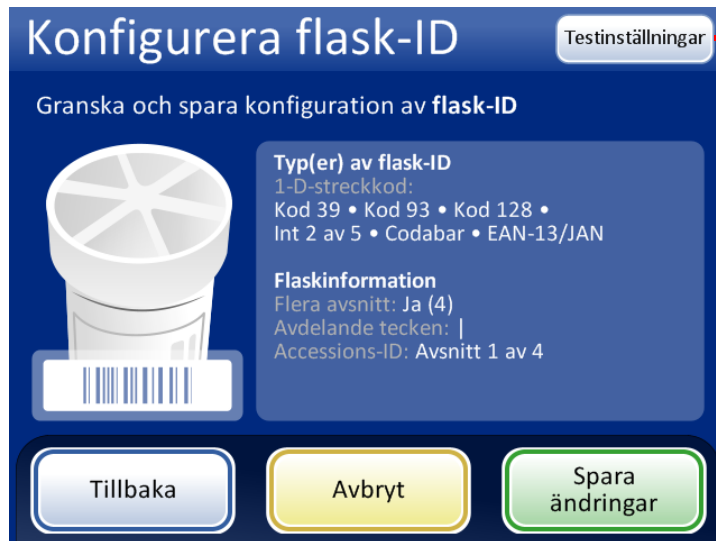 Konfigurera flask-ID
Testinställningar
Granska och spara konfiguration av flask-ID
Typ(er) av flask-ID
1-D-streckkod:
Kod 39 • Kod 93 • Kod 128 •
Int 2 av 5 • Codabar • EAN-13/JAN
Flaskinformation
Flera avsnitt: Ja (4)
Avdelande tecken: |
Accessions-ID: Avsnitt 1 av 4
Tillbaka
Avbryt
Spara
ändringar